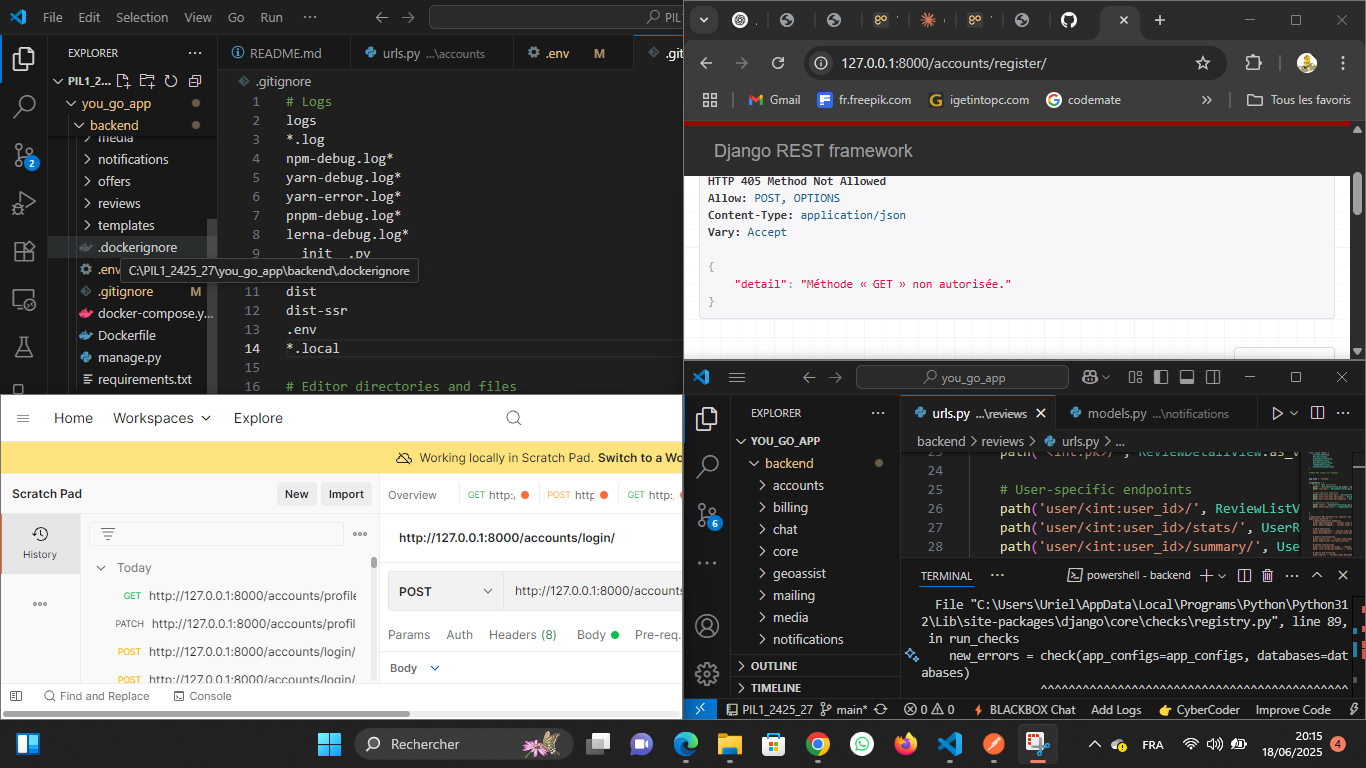 File Edit Selection View Go Run ···
PIL
EXPLORER
PIL1_2...
you_go_app
backend
media
notifications
offers
reviews
templates
.dockerignore
.env
.gitignore M
docker-compose.y...
Dockerfile
manage.py
requirements.txt
C:\PIL1_2425_27\you_go_app\backend\.dockerignore
2
README.md
urls.py ...\accounts
.env M
.gi
.gitignore
1 # Logs
2 logs
3 *.log
4 npm-debug.log*
5 yarn-debug.log*
6 yarn-error.log*
7 pnpm-debug.log*
8 lerna-debug.log*
9 __init__.py
11 dist
12 dist-ssr
13 .env
14 *.local
15
16 # Editor directories and files
127.0.0.1:8000/accounts/register/
Gmail
fr.freepik.com
igetintopc.com
codemate
Tous les favoris
Django REST framework
HTTP 405 Method Not Allowed
Allow: POST, OPTIONS
Content-Type: application/json
Vary: Accept
{
"detail": "Méthode « GET » non autorisée."
}
Home Workspaces Explore
Working locally in Scratch Pad. Switch to a Wo
Scratch Pad
New Import
Overview
GET http:/
POST http
GET http:
History
http://127.0.0.1:8000/accounts/login/
Today
GET http://127.0.0.1:8000/accounts/profile
PATCH http://127.0.0.1:8000/accounts/profil
POST http://127.0.0.1:8000/accounts/login/
POST http://127.0.0.1:8000/accounts/login/
POST
http://127.0.0.1:8000/accounts
Params Auth Headers (8) Body Pre-req.
Body
Find and Replace
Console
you_go_app
EXPLORER
YOU_GO_APP
backend
accounts
billing
chat
core
geoassist
mailing
media
notifications
OUTLINE
TIMELINE
6
urls.py ...\reviews
models.py ...\notifications
backend > reviews > urls.py > ...
23 path('<int:pk>/', ReviewDetailView.as_v
24
25 # User-specific endpoints
26 path('user/<int:user_id>/', ReviewListV
27 path('user/<int:user_id>/stats/', UserR
28 path('user/<int:user_id>/summary/', Use
TERMINAL
powershell - backend
File "C:\Users\Uriel\AppData\Local\Programs\Python\Python31
2\Lib\site-packages\django\core\checks\registry.py", line 89,
in run_checks
new_errors = check(app_configs=app_configs, databases=dat
abases)
^^^^^^^^^^^^^^^^^^^^^^^^^^^^^^^^^^^^^^^^^
PIL1_2425_27 main* 0 0 BLACKBOX Chat Add Logs CyberCoder Improve Code
Rechercher
FRA
20:15
18/06/2025
4